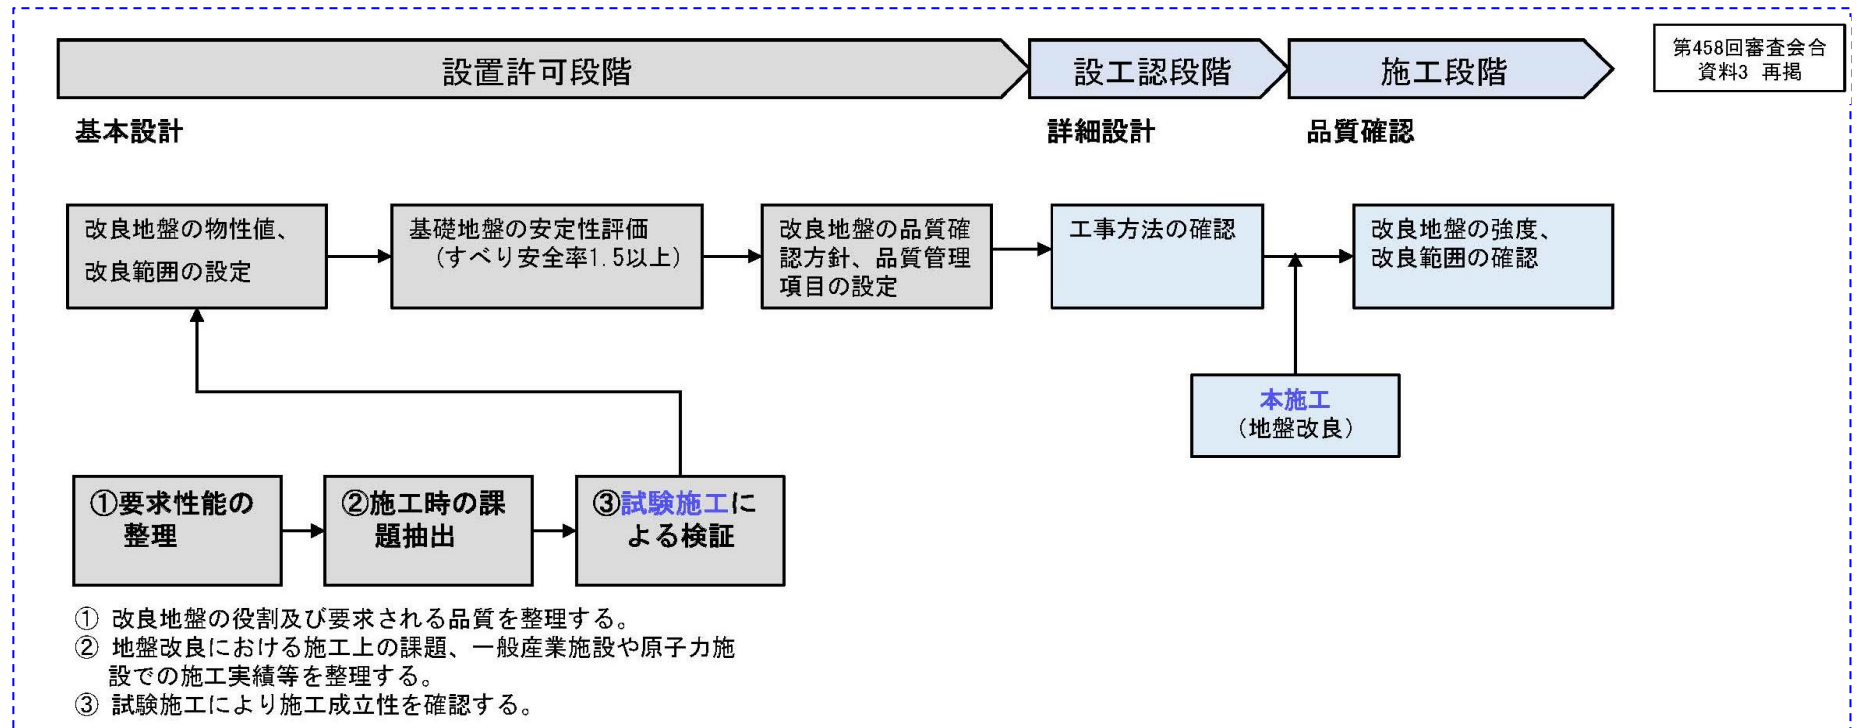 第458回審査会合
資料3 再掲
設置許可段階
設工認段階
施工段階
基本設計
詳細設計
品質確認
改良地盤の物性値、
改良範囲の設定
基礎地盤の安定性評価
(すべり安全率1.5以上)
改良地盤の品質確
認方針、品質管理
項目の設定
工事方法の確認
改良地盤の強度、
改良範囲の確認
本施工
(地盤改良)
①要求性能の
整理
②施工時の課
題抽出
③試験施工に
よる検証
① 改良地盤の役割及び要求される品質を整理する。
② 地盤改良における施工上の課題、一般産業施設や原子力施
設での施工実績等を整理する。
③ 試験施工により施工成立性を確認する。